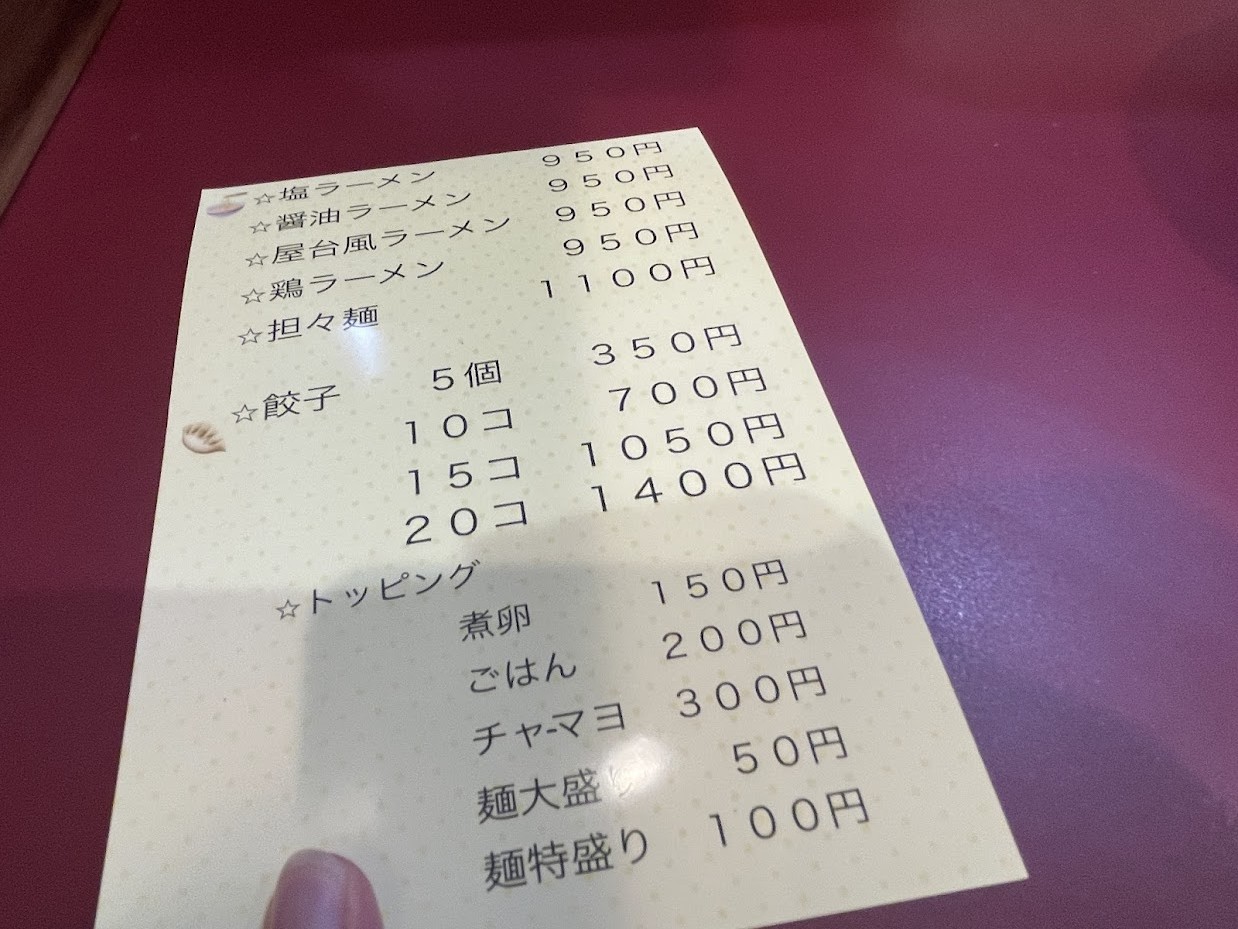 ☆塩ラーメン 950円
☆醤油ラーメン 950円
☆屋台風ラーメン 950円
☆鶏ラーメン 950円
☆担々麺 1100円
☆餃子 5個 350円
10コ 700円
15コ 1050円
20コ 1400円
☆トッピング
煮卵 150円
ごはん 200円
チャーマヨ 300円
麺大盛り 50円
麺特盛り 100円